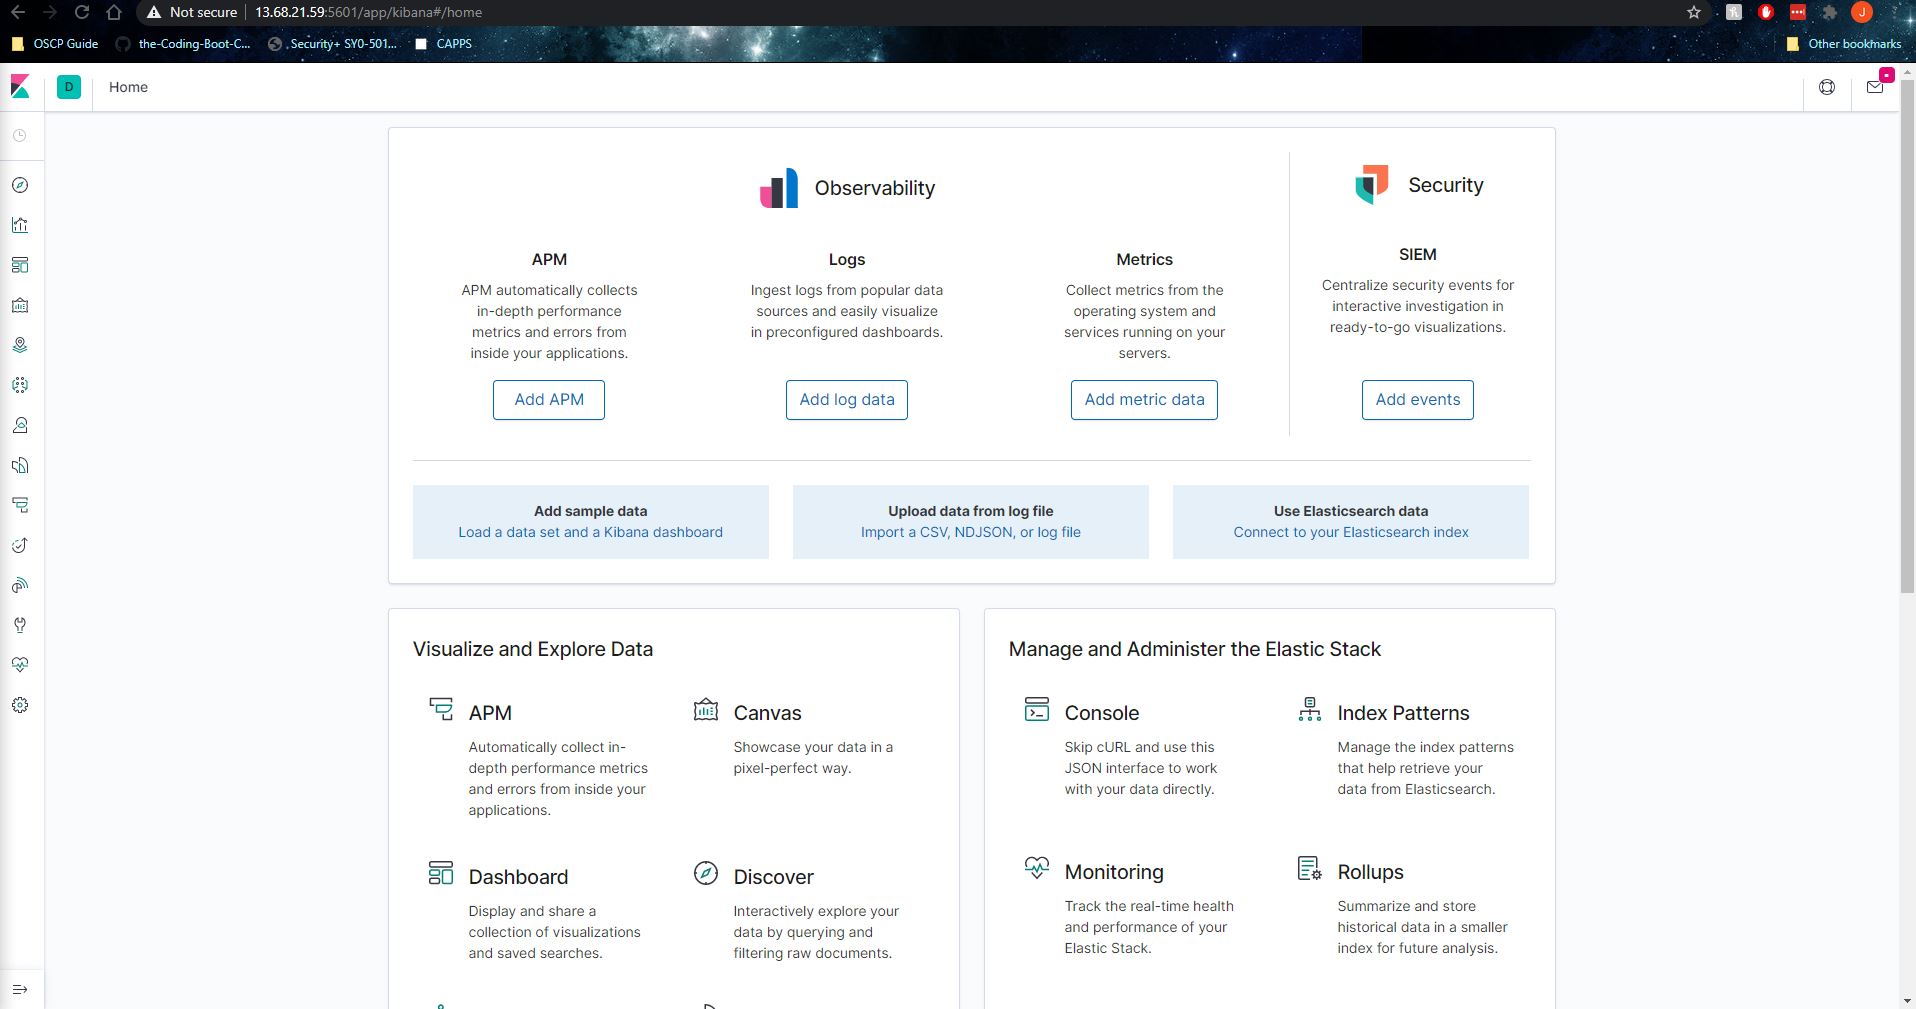 Not secure 13.68.21.59:5601/app/kibana#/home
J
OSCP Guide the-Coding-Boot-C... Security+ SY0-501... CAPPS Other bookmarks
D Home
Observability
Security
APM
APM automatically collects
in-depth performance
metrics and errors from
inside your applications.
Add APM
Logs
Ingest logs from popular data
sources and easily visualize
in preconfigured dashboards.
Add log data
Metrics
Collect metrics from the
operating system and
services running on your
servers.
Add metric data
SIEM
Centralize security events for
interactive investigation in
ready-to-go visualizations.
Add events
Add sample data
Load a data set and a Kibana dashboard
Upload data from log file
Import a CSV, NDJSON, or log file
Use Elasticsearch data
Connect to your Elasticsearch index
Visualize and Explore Data
APM
Automatically collect in-
depth performance metrics
and errors from inside your
applications.
Canvas
Showcase your data in a
pixel-perfect way.
Dashboard
Display and share a
collection of visualizations
and saved searches.
Discover
Interactively explore your
data by querying and
filtering raw documents.
Manage and Administer the Elastic Stack
Console
Skip cURL and use this
JSON interface to work
with your data directly.
Index Patterns
Manage the index patterns
that help retrieve your
data from Elasticsearch.
Monitoring
Track the real-time health
and performance of your
Elastic Stack.
Rollups
Summarize and store
historical data in a smaller
index for future analysis.